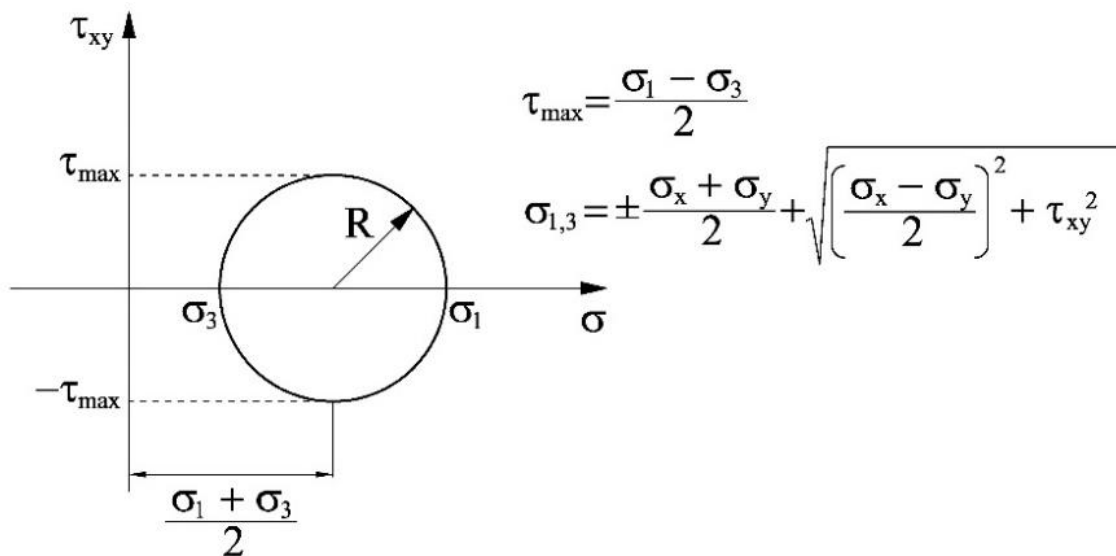 τxy
τmax=σ1 − σ3/2
τmax
σ1,3=±σx + σy/2+√(σx − σy/2)² + τxy²
R
σ3
σ1
σ
−τmax
σ1 + σ3/2